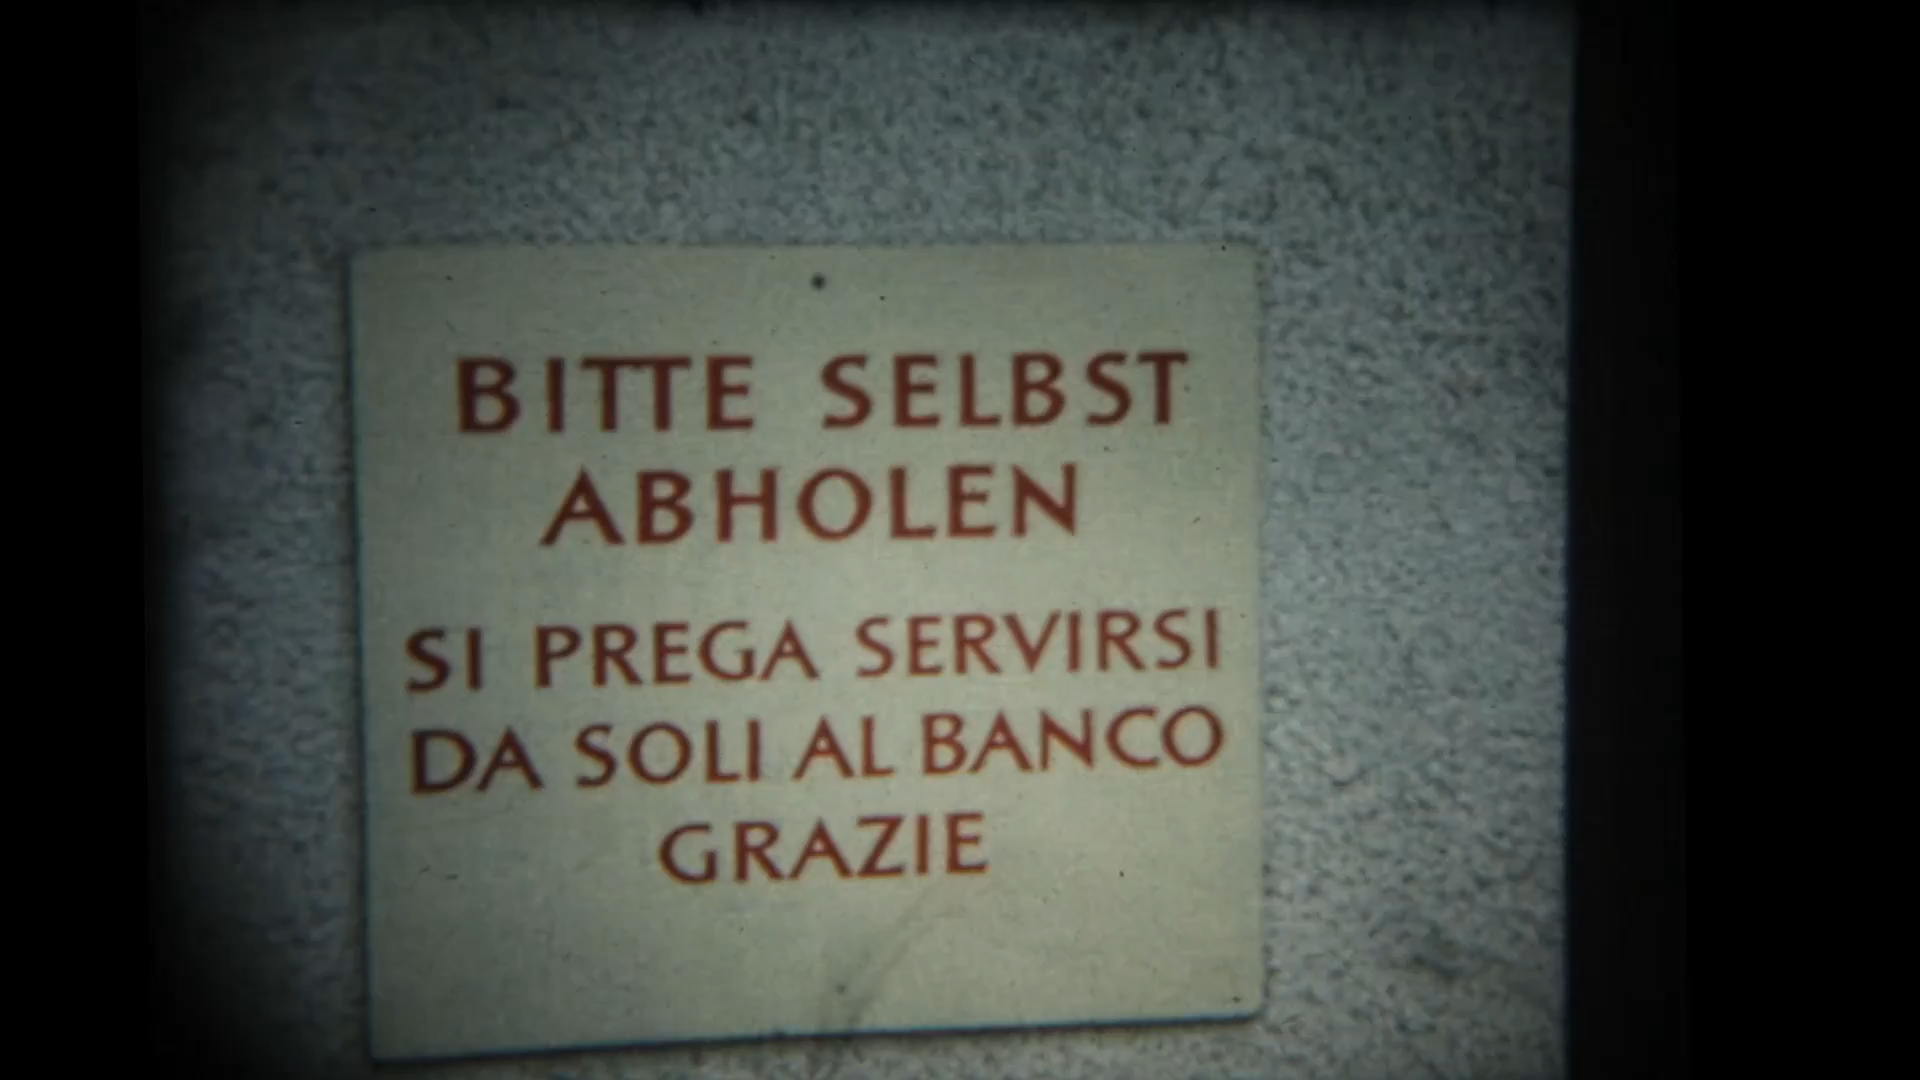 BITTE SELBST
ABHOLEN
SI PREGA SERVIRSI
DA SOLI AL BANCO
GRAZIE